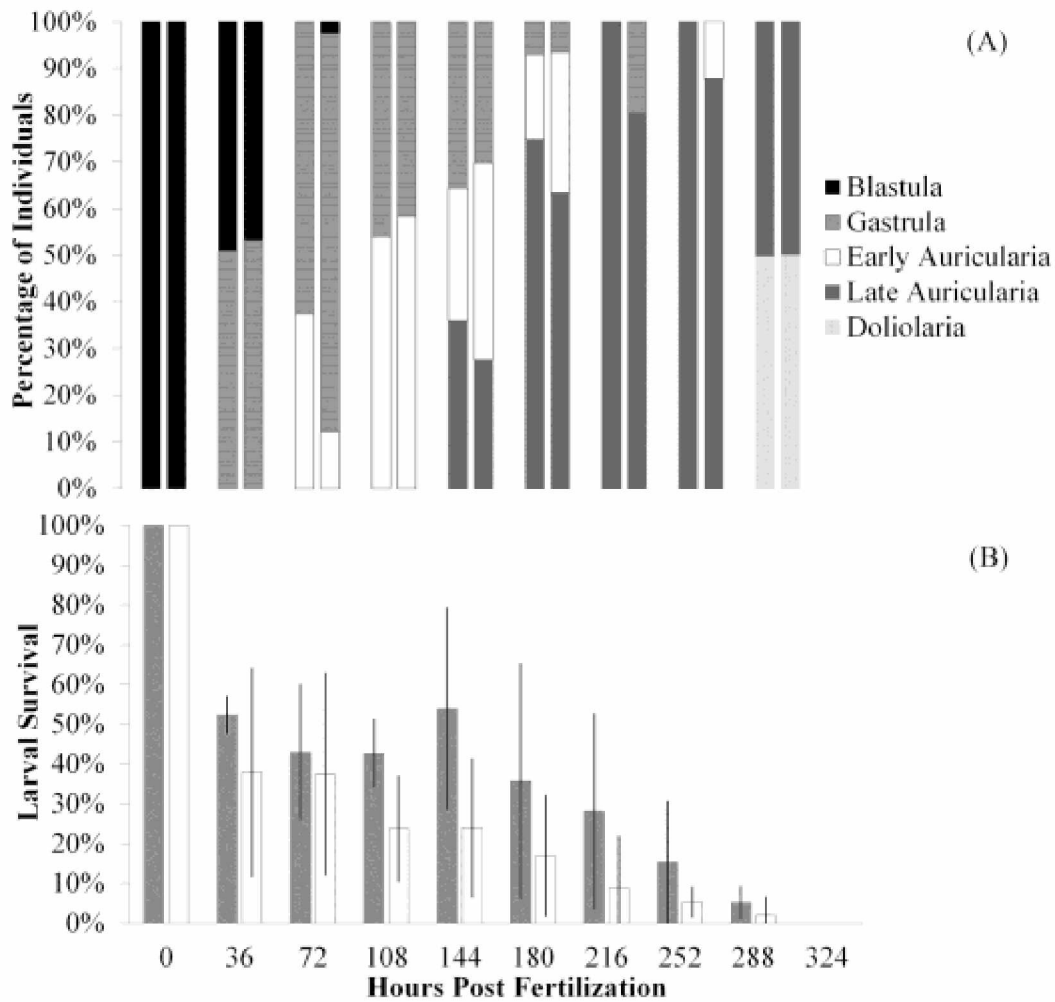 (A)
100%
90%
80%
70%
60%
50%
40%
30%
20%
10%
0%
Percentage of Individuals
Blastula
Gastrula
Early Auricularia
Late Auricularia
Doliolaria
(B)
100%
90%
80%
70%
60%
50%
40%
30%
20%
10%
0%
Larval Survival
0 36 72 108 144 180 216 252 288 324
Hours Post Fertilization